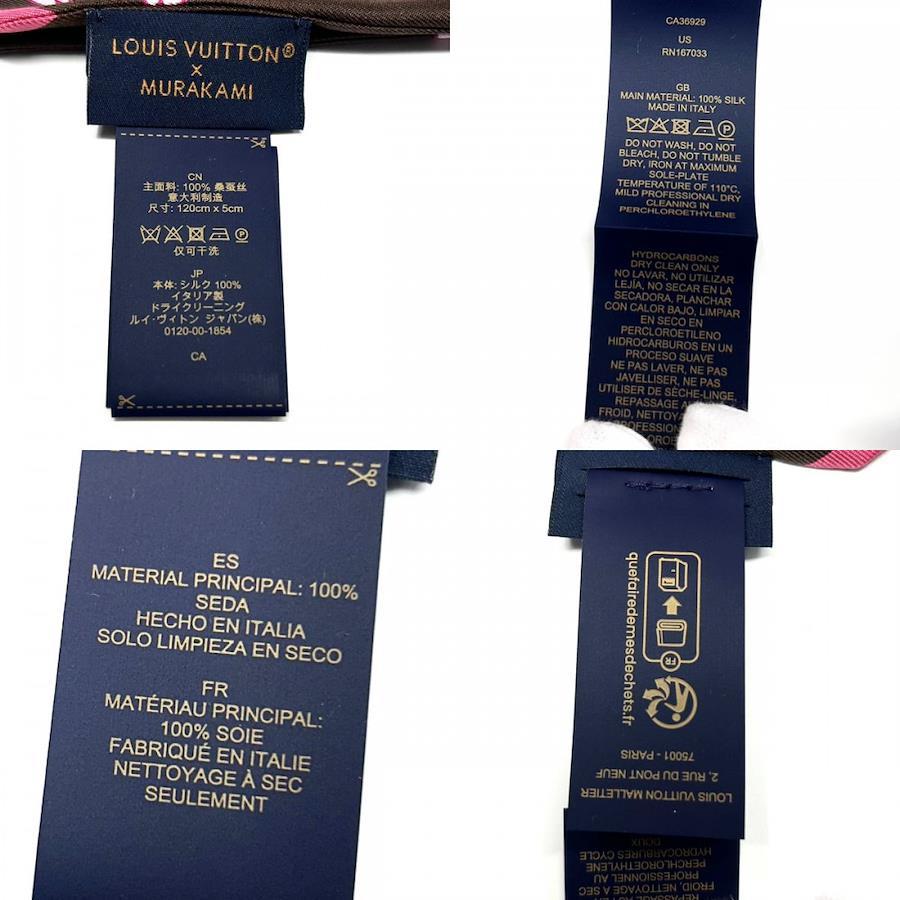 LOUIS VUITTON®
X
MURAKAMI
CN
主面料: 100% 桑蚕丝
意大利制造
尺寸: 120cm x 5cm
仅可干洗
JP
本体: シルク 100%
イタリア製
ドライクリーニング
ルイ・ヴィトン ジャパン(株)
0120-00-1854
CA
CA36929
US
RN167033
GB
MAIN MATERIAL: 100% SILK
MADE IN ITALY
P
DO NOT WASH, DO NOT
BLEACH, DO NOT TUMBLE
DRY, IRON AT MAXIMUM
SOLE-PLATE
TEMPERATURE OF 110°C,
MILD PROFESSIONAL DRY
CLEANING IN
PERCHLOROETHYLENE
HYDROCARBONS
DRY CLEAN ONLY
NO LAVAR, NO UTILIZAR
LEJÍA, NO SECAR EN LA
SECADORA, PLANCHAR
CON CALOR BAJO, LIMPIAR
EN SECO EN
PERCLOROETILENO
HIDROCARBUROS EN UN
PROCESO SUAVE
NE PAS LAVER, NE PAS
JAVELLISER, NE PAS
UTILISER DE SÈCHE-LINGE,
REPASSAGE
FROID,
ES
MATERIAL PRINCIPAL: 100%
SEDA
HECHO EN ITALIA
SOLO LIMPIEZA EN SECO
FR
MATÉRIAU PRINCIPAL:
100% SOIE
FABRIQUÉ EN ITALIE
NETTOYAGE À SEC
SEULEMENT
FR
quefairedemesdechets.fr
LOUIS VUITTON MALLETIER
2, RUE DU PONT NEUF
75001 - PARIS
FROID, NETTOYAGE A SEC
PROFESSIONNEL AU
PERCHLOROETHYLENE
HYDROCARBURES CYCLE
DOUX